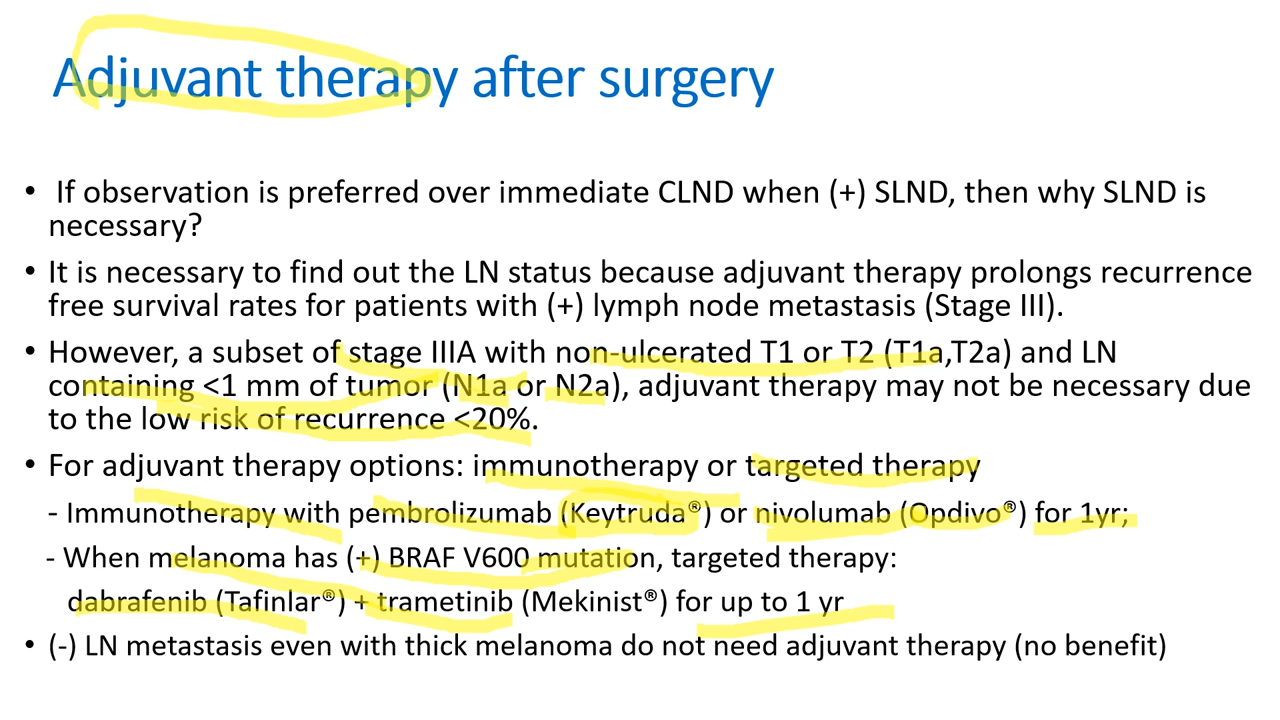 Adjuvant therapy after surgery
• If observation is preferred over immediate CLND when (+) SLND, then why SLND is
necessary?
• It is necessary to find out the LN status because adjuvant therapy prolongs recurrence
free survival rates for patients with (+) lymph node metastasis (Stage III).
• However, a subset of stage IIIA with non-ulcerated T1 or T2 (T1a,T2a) and LN
containing <1 mm of tumor (N1a or N2a), adjuvant therapy may not be necessary due
to the low risk of recurrence <20%.
• For adjuvant therapy options: immunotherapy or targeted therapy
- Immunotherapy with pembrolizumab (Keytruda®) or nivolumab (Opdivo®) for 1yr;
- When melanoma has (+) BRAF V600 mutation, targeted therapy:
dabrafenib (Tafinlar®) + trametinib (Mekinist®) for up to 1 yr
• (-) LN metastasis even with thick melanoma do not need adjuvant therapy (no benefit)